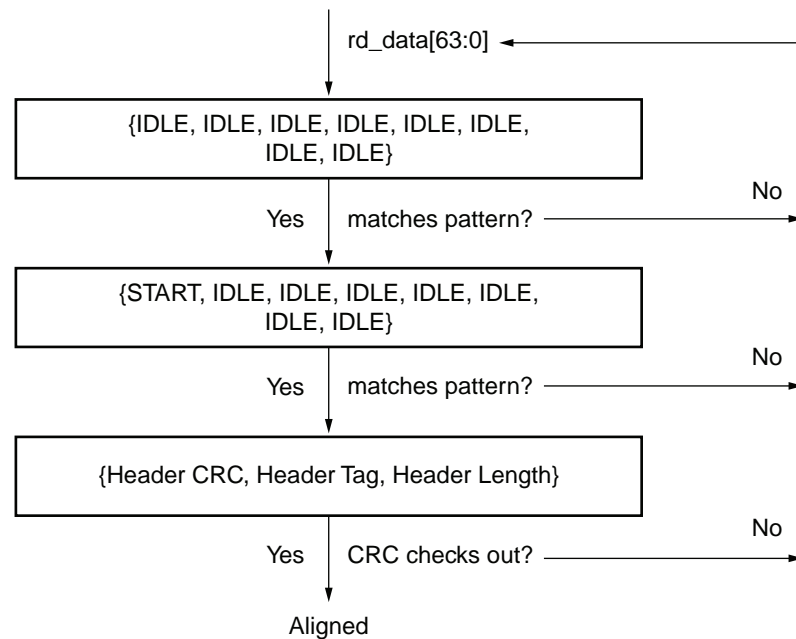 rd_data[63:0]
{IDLE, IDLE, IDLE, IDLE, IDLE, IDLE,
IDLE, IDLE}
No
Yes matches pattern?
{START, IDLE, IDLE, IDLE, IDLE, IDLE,
IDLE, IDLE}
No
Yes matches pattern?
{Header CRC, Header Tag, Header Length}
No
Yes CRC checks out?
Aligned